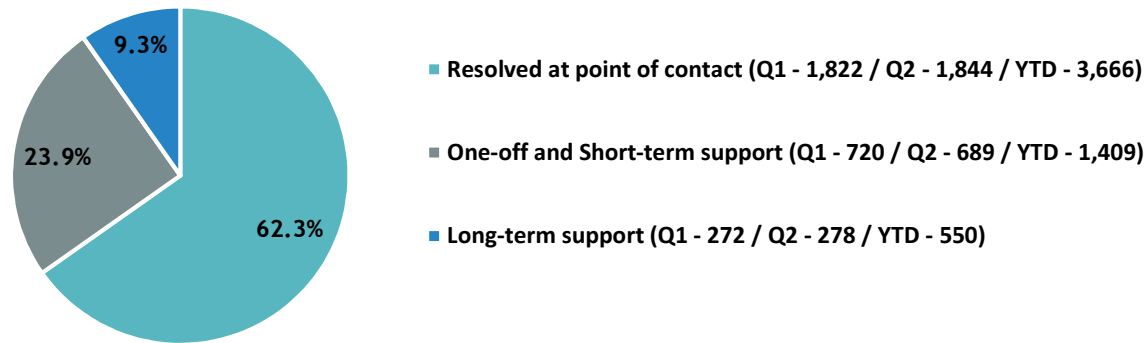 9.3%
23.9%
62.3%
Resolved at point of contact (Q1 - 1,822 / Q2 - 1,844 / YTD - 3,666)
One-off and Short-term support (Q1 - 720 / Q2 - 689 / YTD - 1,409)
Long-term support (Q1 - 272 / Q2 - 278 / YTD - 550)